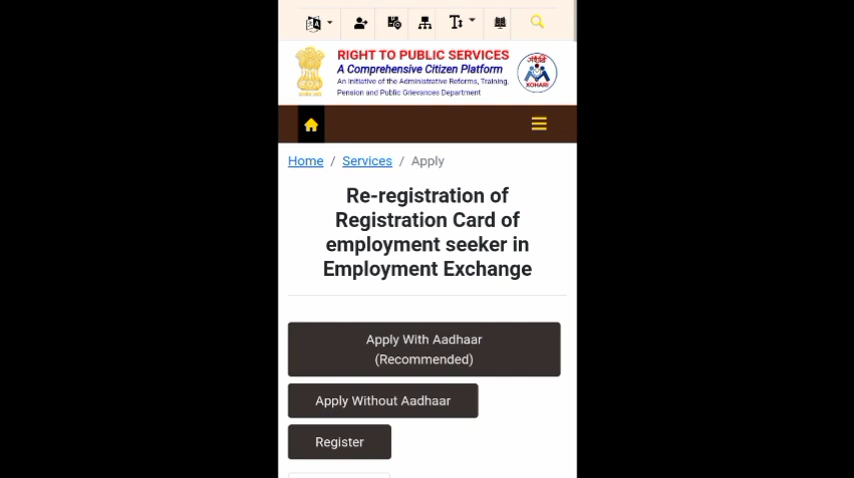 RIGHT TO PUBLIC SERVICES
A Comprehensive Citizen Platform
An Initiative of the Administrative Reforms, Training,
Pension and Public Grievances Department
XOHARI
Home / Services / Apply
Re-registration of
Registration Card of
employment seeker in
Employment Exchange
Apply With Aadhaar
(Recommended)
Apply Without Aadhaar
Register